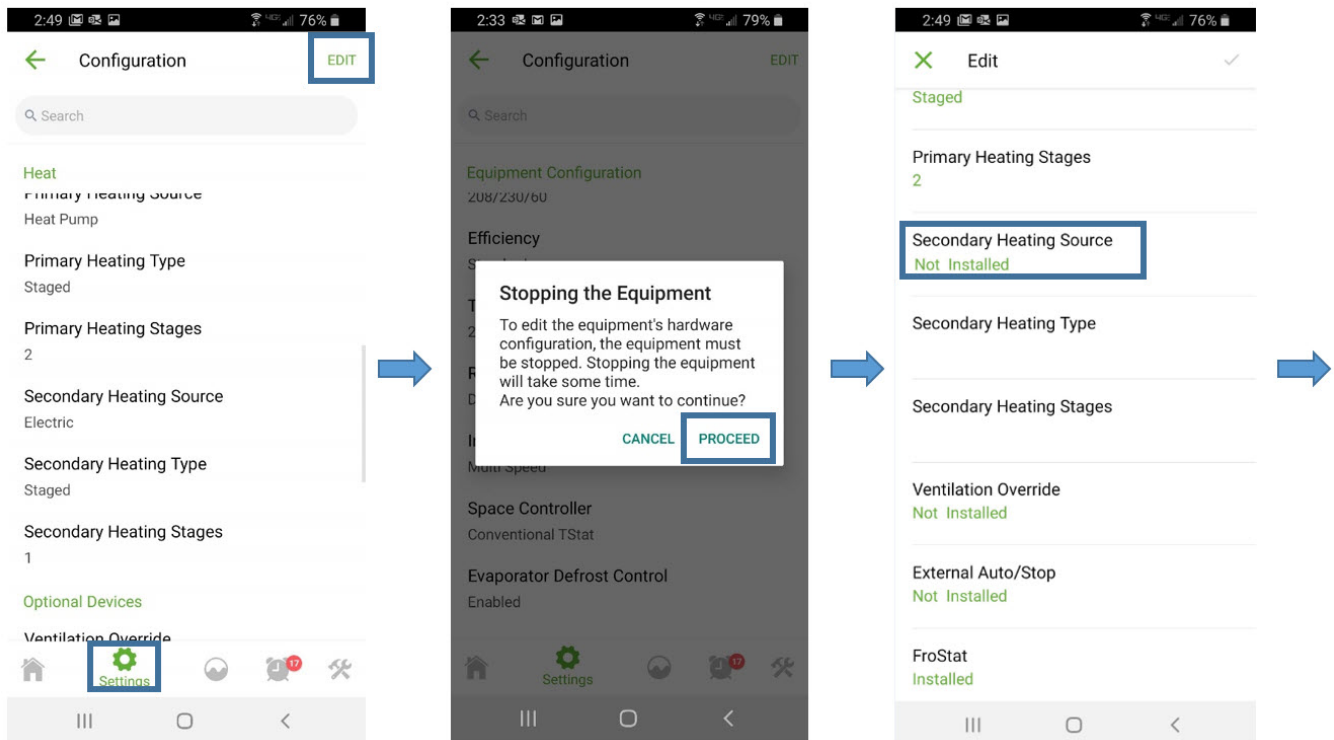 2:49 76%
Configuration EDIT
Search
Heat
Primary Heating Source
Heat Pump
Primary Heating Type
Staged
Primary Heating Stages
2
Secondary Heating Source
Electric
Secondary Heating Type
Staged
Secondary Heating Stages
1
Optional Devices
Ventilation Override
17
Settings
2:33 79%
Configuration EDIT
Search
Equipment Configuration
208/230/60
Efficiency
Stopping the Equipment
To edit the equipment's hardware
configuration, the equipment must
be stopped. Stopping the equipment
will take some time.
Are you sure you want to continue?
CANCEL PROCEED
Multi Speed
Space Controller
Conventional TStat
Evaporator Defrost Control
Enabled
17
Settings
2:49 76%
Edit
Staged
Primary Heating Stages
2
Secondary Heating Source
Not Installed
Secondary Heating Type
Secondary Heating Stages
Ventilation Override
Not Installed
External Auto/Stop
Not Installed
FroStat
Installed